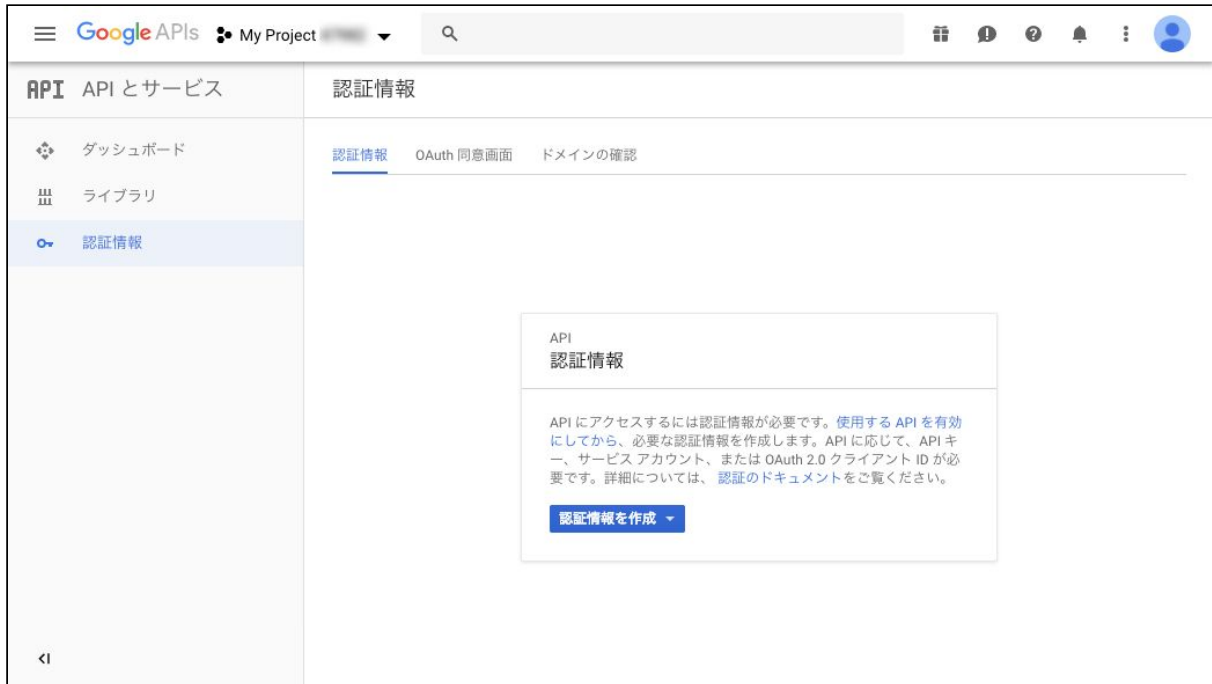 Google APIs
My Project
API API とサービス
認証情報
ダッシュボード
ライブラリ
認証情報
認証情報 OAuth 同意画面 ドメインの確認
API
認証情報
API にアクセスするには認証情報が必要です。使用する API を有効
にしてから、必要な認証情報を作成します。API に応じて、API キ
ー、サービス アカウント、または OAuth 2.0 クライアント ID が必
要です。詳細については、 認証のドキュメントをご覧ください。
認証情報を作成